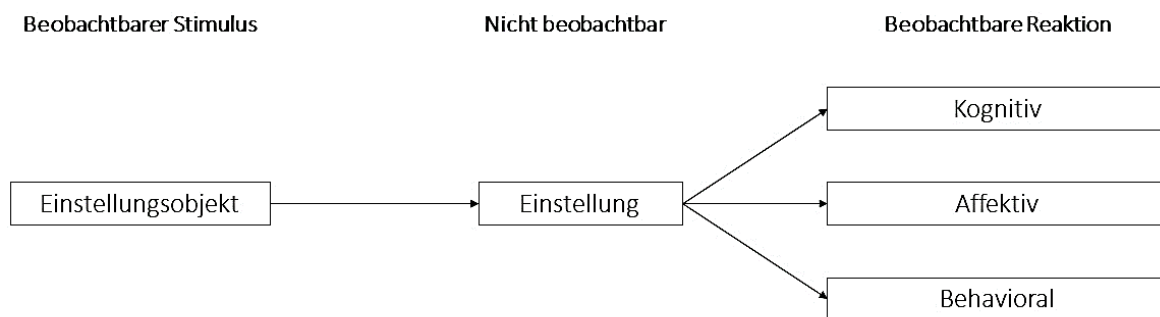 Beobachtbarer Stimulus
Nicht beobachtbar
Beobachtbare Reaktion
Kognitiv
Einstellungsobjekt
Einstellung
Affektiv
Behavioral